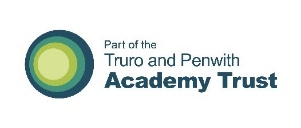 Part of the
Truro and Penwith
Academy Trust